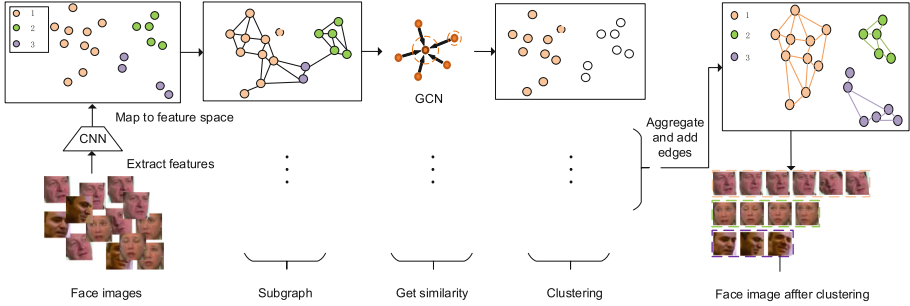 1
2
3
CNN
Map to feature space
Extract features
GCN
Aggregate
and add
edges
1
2
3
Face images
Subgraph
Get similarity
Clustering
Face image affter clustering